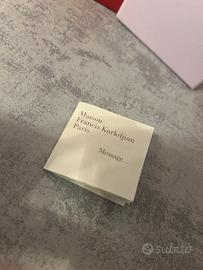 Maison
Francis Kurkdjian
Paris
Message...
subito